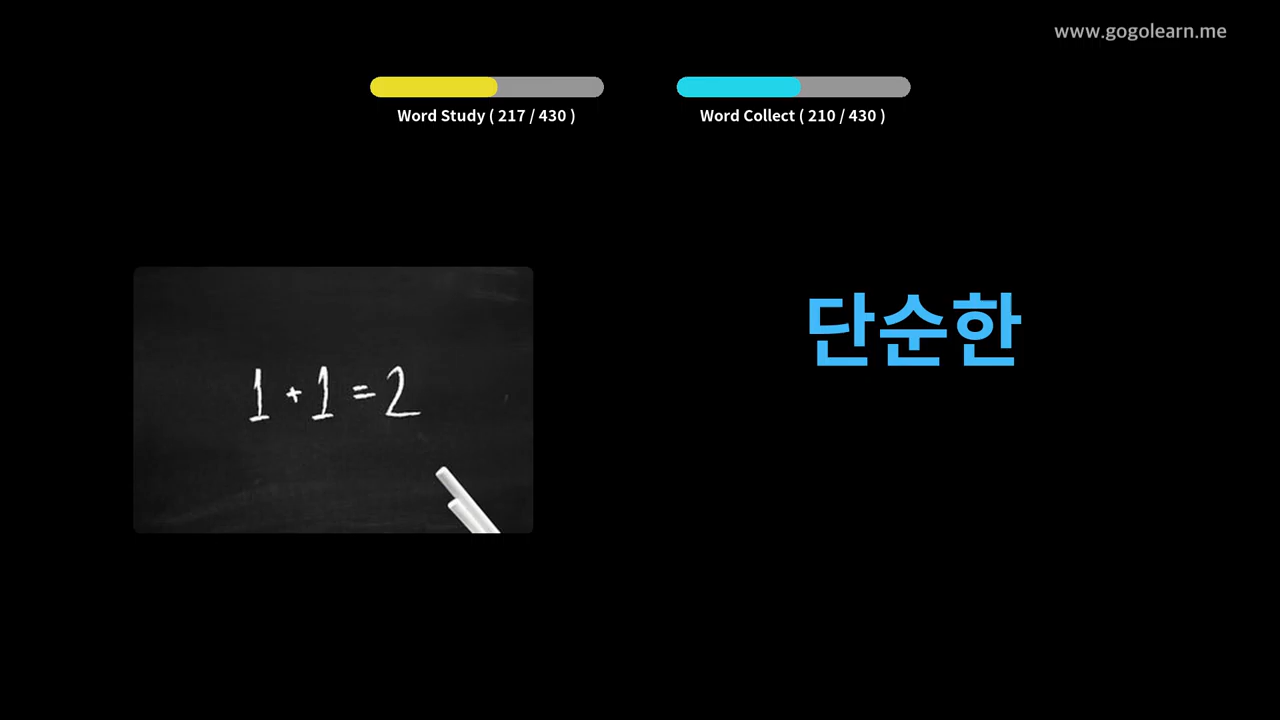 www.gogolearn.me
Word Study ( 217 / 430 )
Word Collect ( 210 / 430 )
1 + 1 = 2
단순한